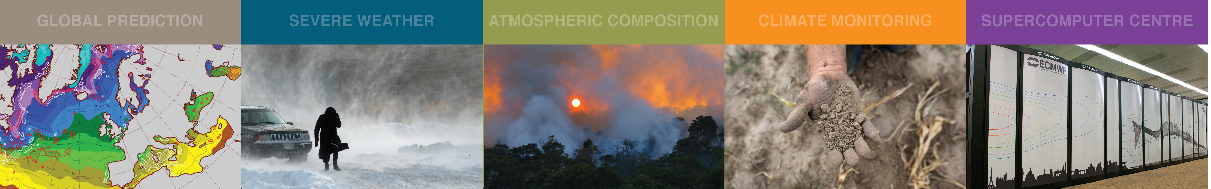 GLOBAL PREDICTION
SEVERE WEATHER
ATMOSPHERIC COMPOSITION
CLIMATE MONITORING
SUPERCOMPUTER CENTRE
ECMWF